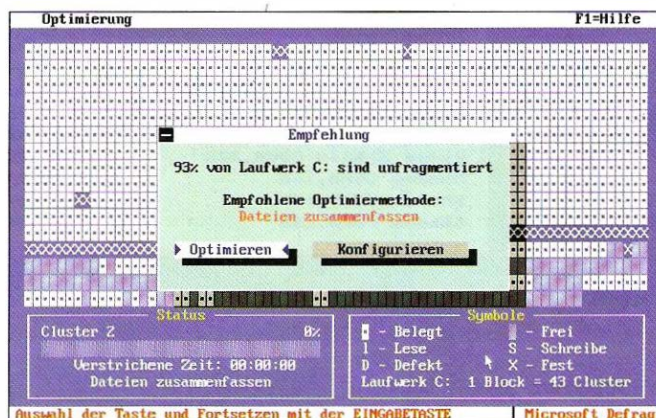 Optimierung F1=Hilfe
Empfehlung
93% von Laufwerk C: sind unfragmentiert
Empfohlene Optimiermethode:
Dateien zusammenfassen
Optimieren Konfigurieren
Status
Cluster 2 0%
Verstrichene Zeit: 00:00:00
Dateien zusammenfassen
Symbole
- Belegt - Frei
l - Lese S - Schreibe
D - Defekt X - Fest
Laufwerk C: 1 Block = 43 Cluster
Auswahl der Taste und Fortsetzen mit der EINGABETASTE Microsoft Defrag